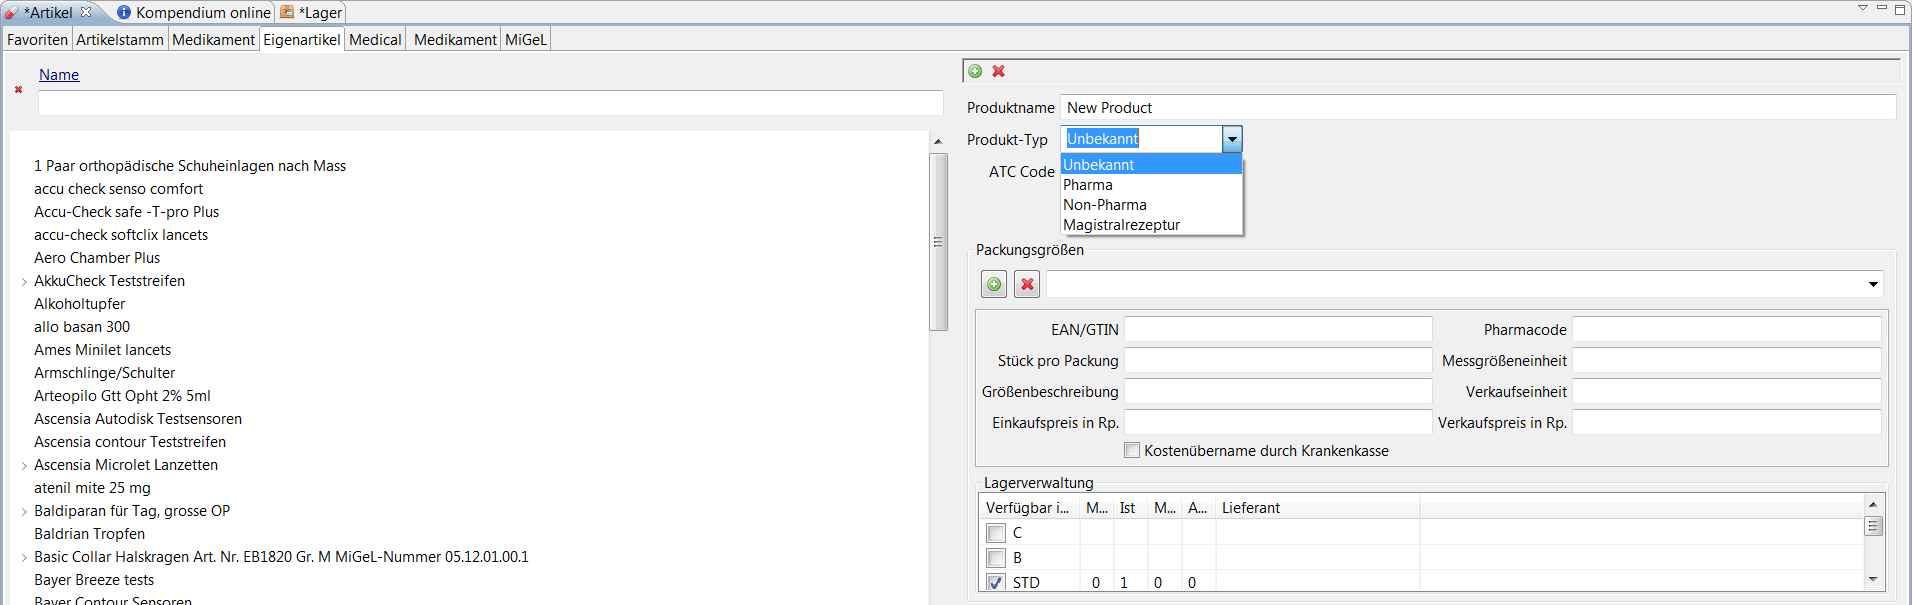 *Artikel Kompendium online *Lager
Favoriten Artikelstamm Medikament Eigenartikel Medical Medikament MiGeL
Name
1 Paar orthopädische Schuheinlagen nach Mass
accu check senso comfort
Accu-Check safe -T-pro Plus
accu-check softclix lancets
Aero Chamber Plus
AkkuCheck Teststreifen
Alkoholtupfer
allo basan 300
Ames Minilet lancets
Armschlinge/Schulter
Arteopilo Gtt Opht 2% 5ml
Ascensia Autodisk Testsensoren
Ascensia contour Teststreifen
Ascensia Microlet Lanzetten
atenil mite 25 mg
Baldiparan für Tag, grosse OP
Baldrian Tropfen
Basic Collar Halskragen Art. Nr. EB1820 Gr. M MiGeL-Nummer 05.12.01.00.1
Bayer Breeze tests
Bayer Contour Sensoren
Produktname New Product
Produkt-Typ Unbekannt
Unbekannt
ATC Code
Pharma
Non-Pharma
Magistralrezeptur
Packungsgrößen
EAN/GTIN Pharmacode
Stück pro Packung Messgrößeneinheit
Größenbeschreibung Verkaufseinheit
Einkaufspreis in Rp. Verkaufspreis in Rp.
Kostenübername durch Krankenkasse
Lagerverwaltung
Verfügbar i... M... Ist M... A... Lieferant
C
B
STD 0 1 0 0